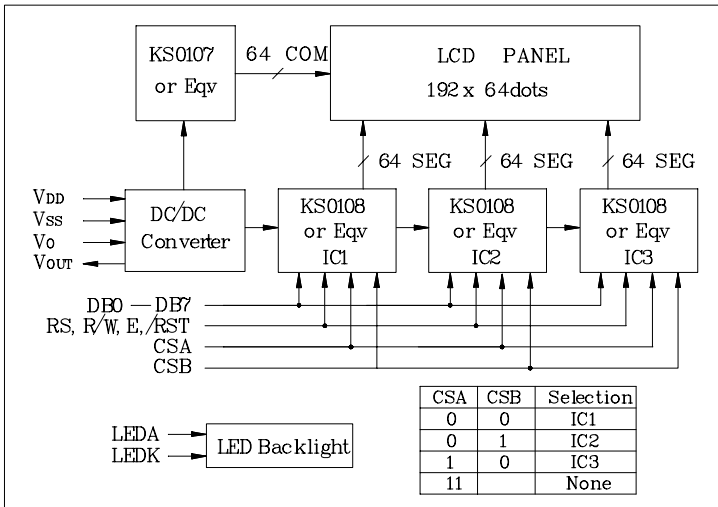 KS0107
or Eqv
64 COM
LCD PANEL
192 x 64dots
64 SEG
64 SEG
64 SEG
VDD
VSS
VO
VOUT
DC/DC
Converter
KS0108
or Eqv
IC1
KS0108
or Eqv
IC2
KS0108
or Eqv
IC3
DB0 — DB7
RS, R/W, E, /RST
CSA
CSB
LEDA
LEDK
LED Backlight
CSA CSB Selection
0 0 IC1
0 1 IC2
1 0 IC3
11 None